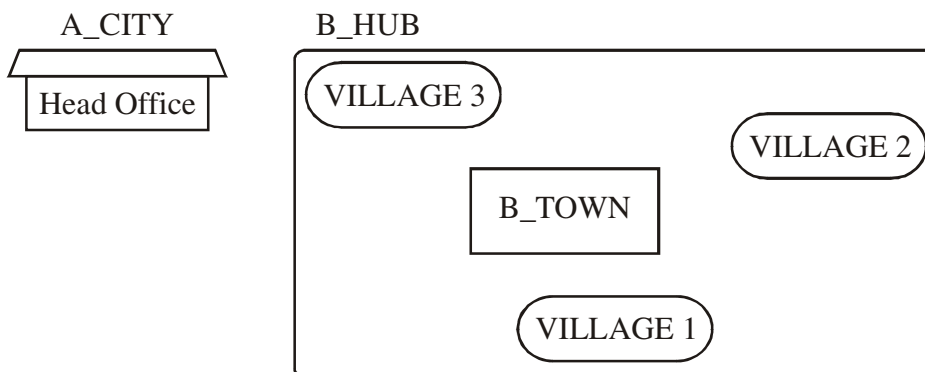 A_CITY
B_HUB
Head Office
VILLAGE 3
VILLAGE 2
B_TOWN
VILLAGE 1